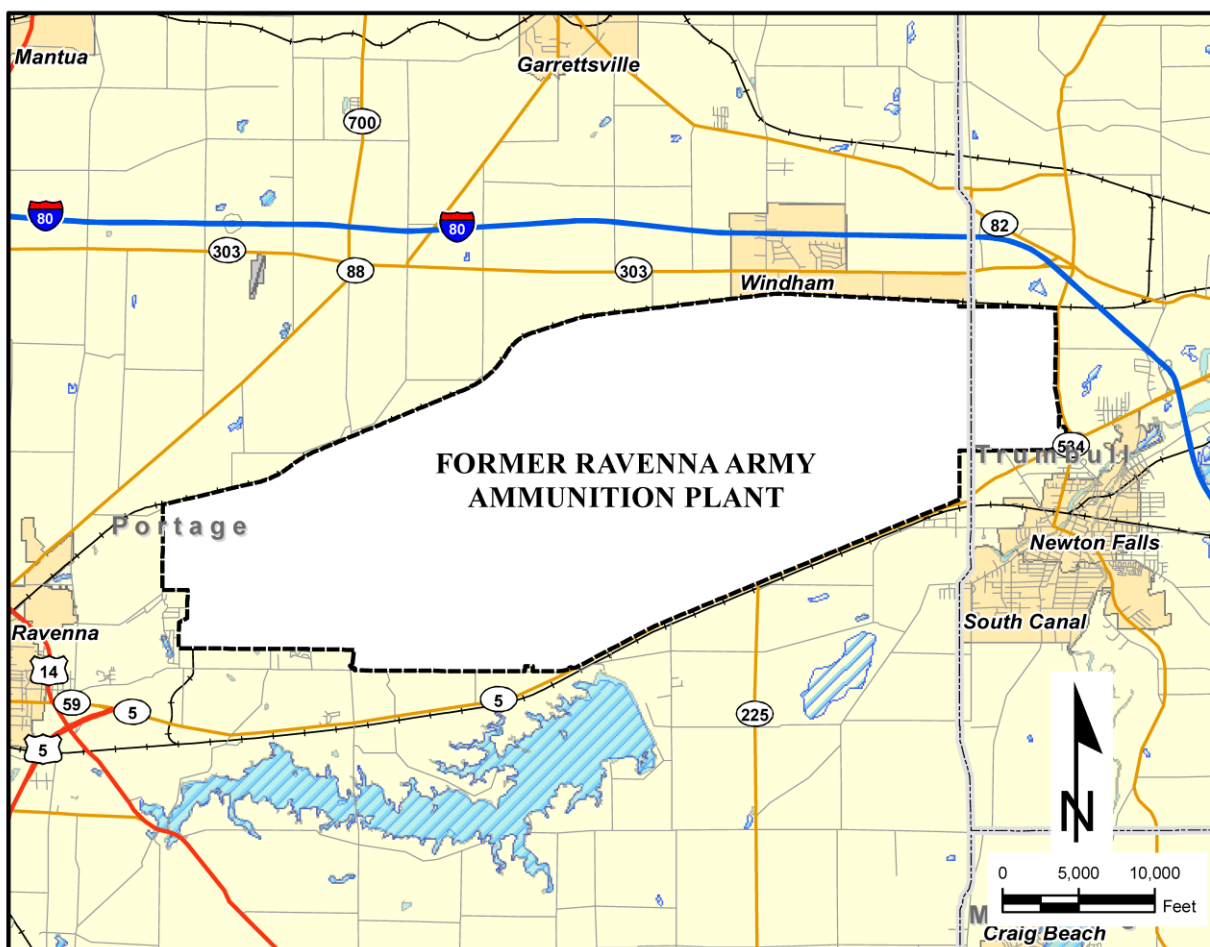 Mantua
Garrettsville
700
80
80
82
303
88
303
Windham
FORMER RAVENNA ARMY
AMMUNITION PLANT
534
Trumbull
Portage
Newton Falls
Ravenna
South Canal
14
59
5
5
5
225
N
0 5,000 10,000
Feet
M
Craig Beach